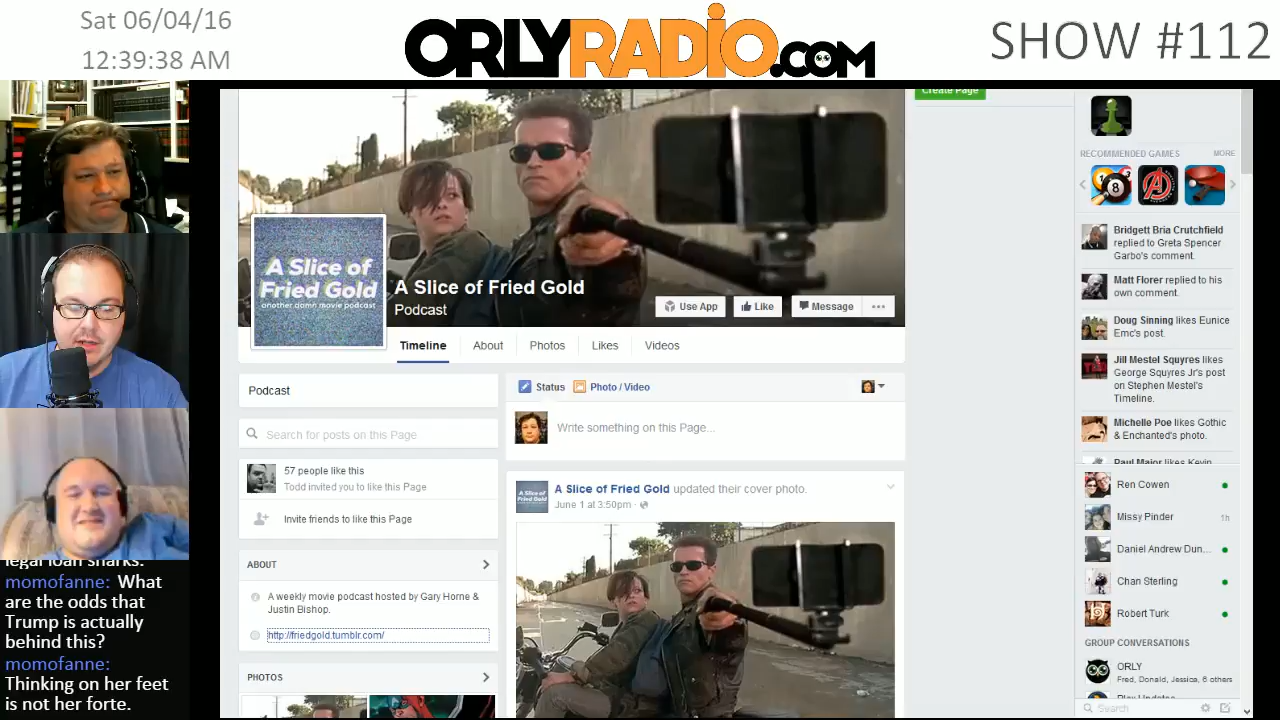 Sat 06/04/16
12:39:38 AM
ORLYRADIO.COM
SHOW #112
Create Page
A Slice of
Fried Gold
another damn movie podcast
A Slice of Fried Gold
Podcast
Use App
Like
Message
Timeline
About
Photos
Likes
Videos
Podcast
Search for posts on this Page
57 people like this
Todd invited you to like this Page
Invite friends to like this Page
ABOUT
A weekly movie podcast hosted by Gary Horne &
Justin Bishop.
http://friedgold.tumblr.com/
PHOTOS
Status
Photo / Video
Write something on this Page...
A Slice of Fried Gold updated their cover photo.
June 1 at 3:50pm
RECOMMENDED GAMES
MORE
Bridgett Bria Crutchfield
replied to Greta Spencer
Garbo's comment.
Matt Florer replied to his
own comment.
Doug Sinning likes Eunice
Emc's post.
Jill Mestel Squyres likes
George Squyres Jr's post
on Stephen Mestel's
Timeline.
Michelle Poe likes Gothic
& Enchanted's photo.
Paul Major likes Kevin
Ren Cowen
Missy Pinder
1h
Daniel Andrew Dun...
Chan Sterling
Robert Turk
GROUP CONVERSATIONS
ORLY
Fred, Donald, Jessica, 6 others
Search
legal loan sharks.
momofanne: What
are the odds that
Trump is actually
behind this?
momofanne:
Thinking on her feet
is not her forte.